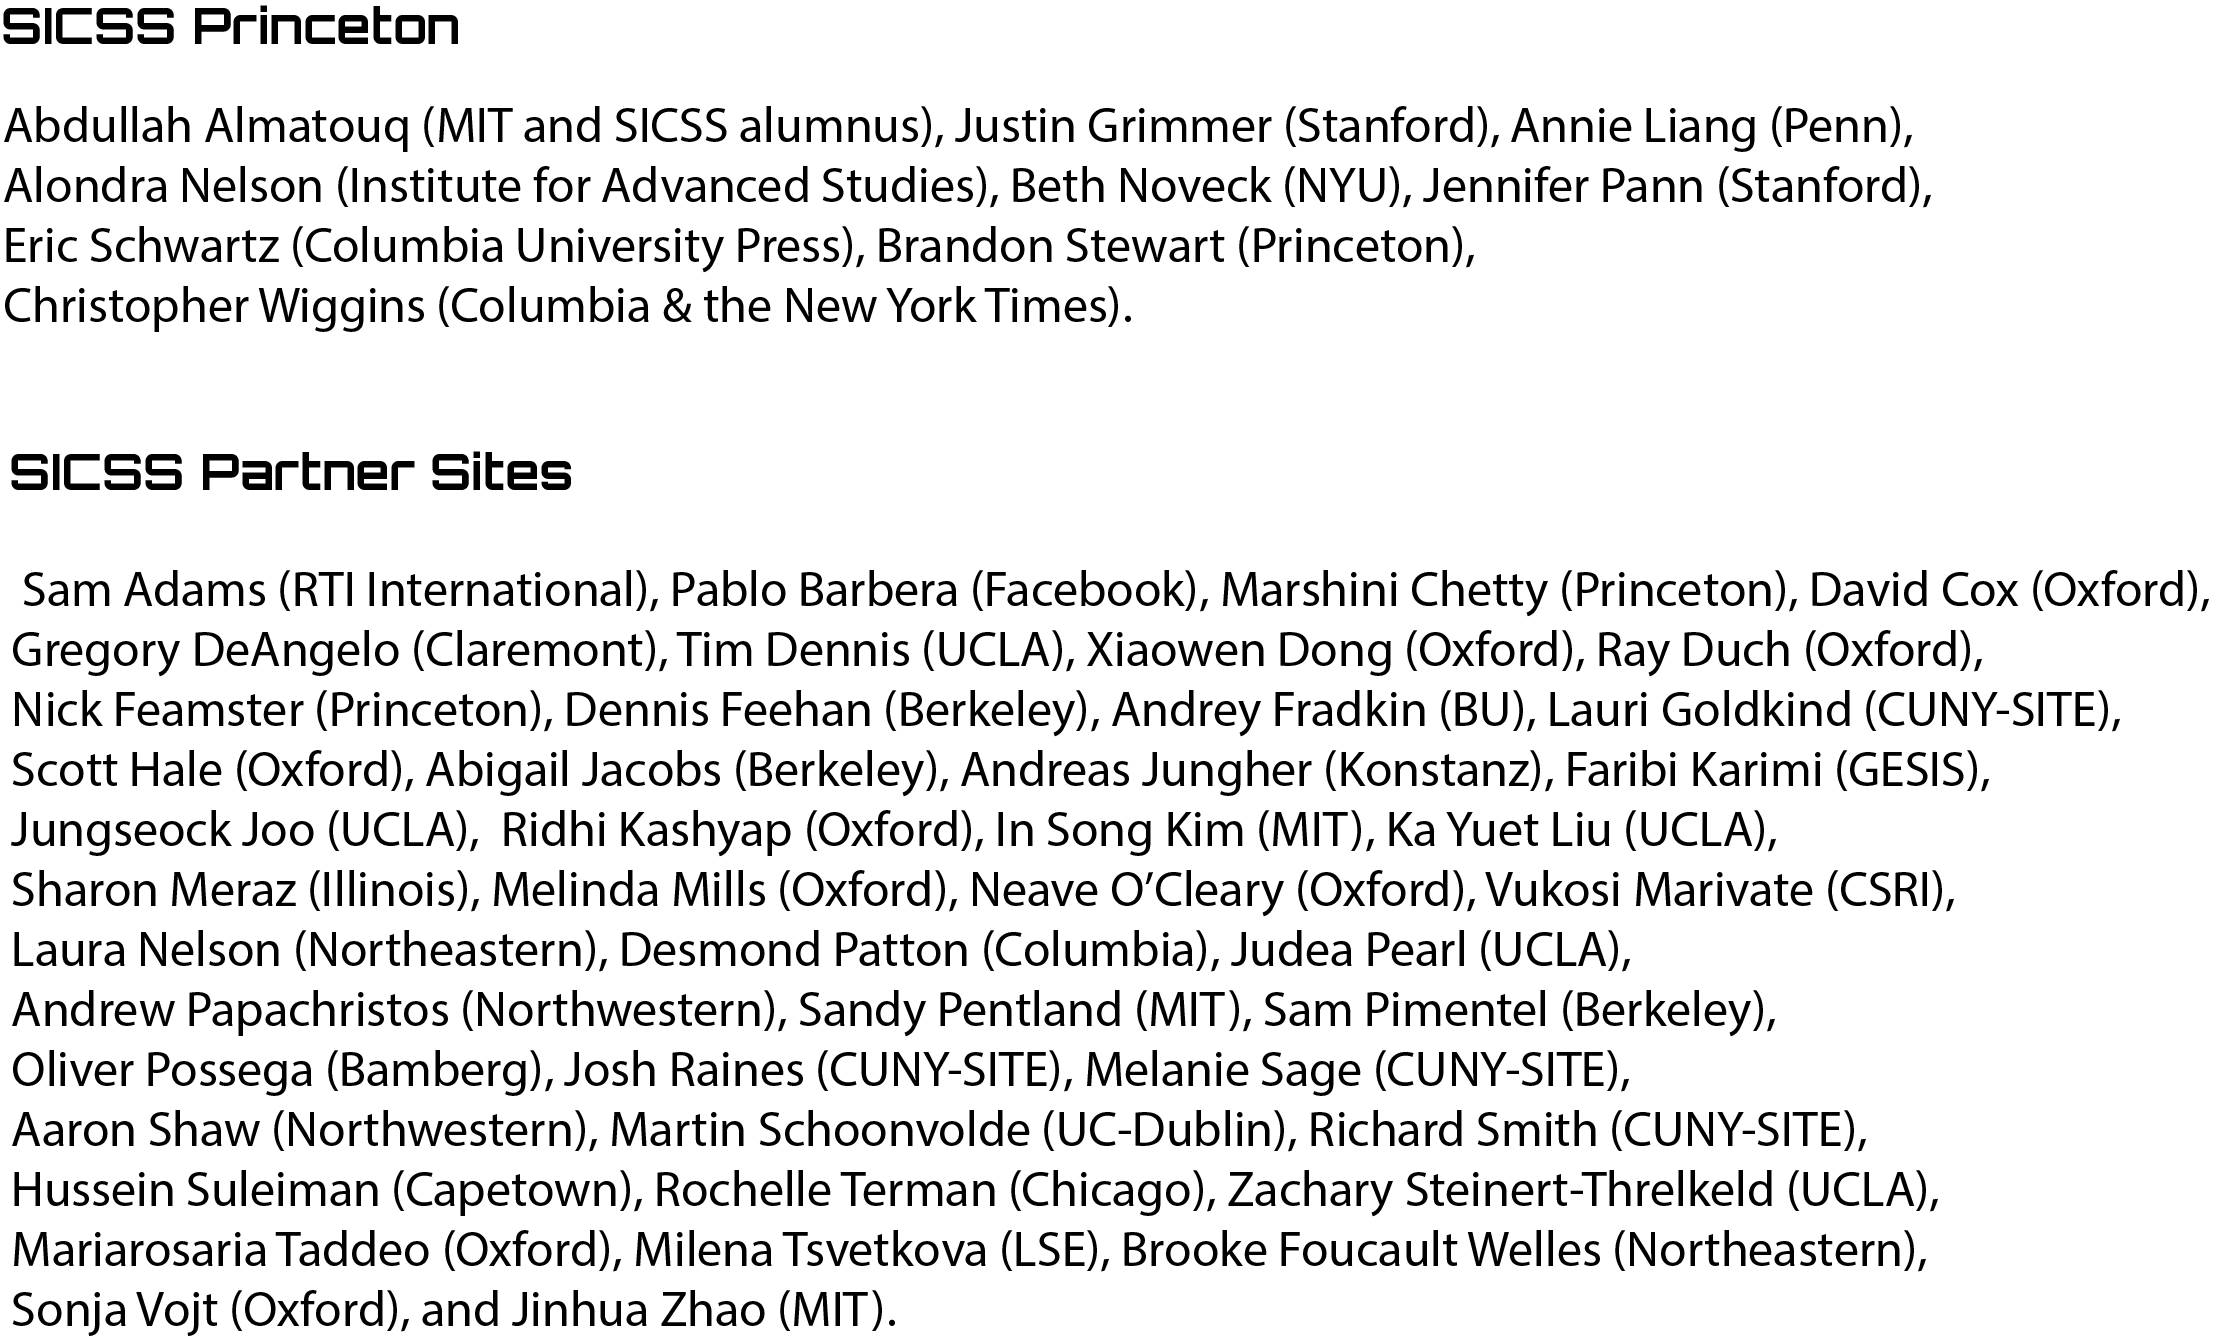 SICSS Princeton
Abdullah Almatouq (MIT and SICSS alumnus), Justin Grimmer (Stanford), Annie Liang (Penn),
Alondra Nelson (Institute for Advanced Studies), Beth Noveck (NYU), Jennifer Pann (Stanford),
Eric Schwartz (Columbia University Press), Brandon Stewart (Princeton),
Christopher Wiggins (Columbia & the New York Times).
SICSS Partner Sites
Sam Adams (RTI International), Pablo Barbera (Facebook), Marshini Chetty (Princeton), David Cox (Oxford),
Gregory DeAngelo (Claremont), Tim Dennis (UCLA), Xiaowen Dong (Oxford), Ray Duch (Oxford),
Nick Feamster (Princeton), Dennis Feehan (Berkeley), Andrey Fradkin (BU), Lauri Goldkind (CUNY-SITE),
Scott Hale (Oxford), Abigail Jacobs (Berkeley), Andreas Jungher (Konstanz), Faribi Karimi (GESIS),
Jungseock Joo (UCLA),  Ridhi Kashyap (Oxford), In Song Kim (MIT), Ka Yuet Liu (UCLA),
Sharon Meraz (Illinois), Melinda Mills (Oxford), Neave O’Cleary (Oxford), Vukosi Marivate (CSRI),
Laura Nelson (Northeastern), Desmond Patton (Columbia), Judea Pearl (UCLA),
Andrew Papachristos (Northwestern), Sandy Pentland (MIT), Sam Pimentel (Berkeley),
Oliver Possega (Bamberg), Josh Raines (CUNY-SITE), Melanie Sage (CUNY-SITE),
Aaron Shaw (Northwestern), Martin Schoonvolde (UC-Dublin), Richard Smith (CUNY-SITE),
Hussein Suleiman (Capetown), Rochelle Terman (Chicago), Zachary Steinert-Threlkeld (UCLA),
Mariarosaria Taddeo (Oxford), Milena Tsvetkova (LSE), Brooke Foucault Welles (Northeastern),
Sonja Vojt (Oxford), and Jinhua Zhao (MIT).